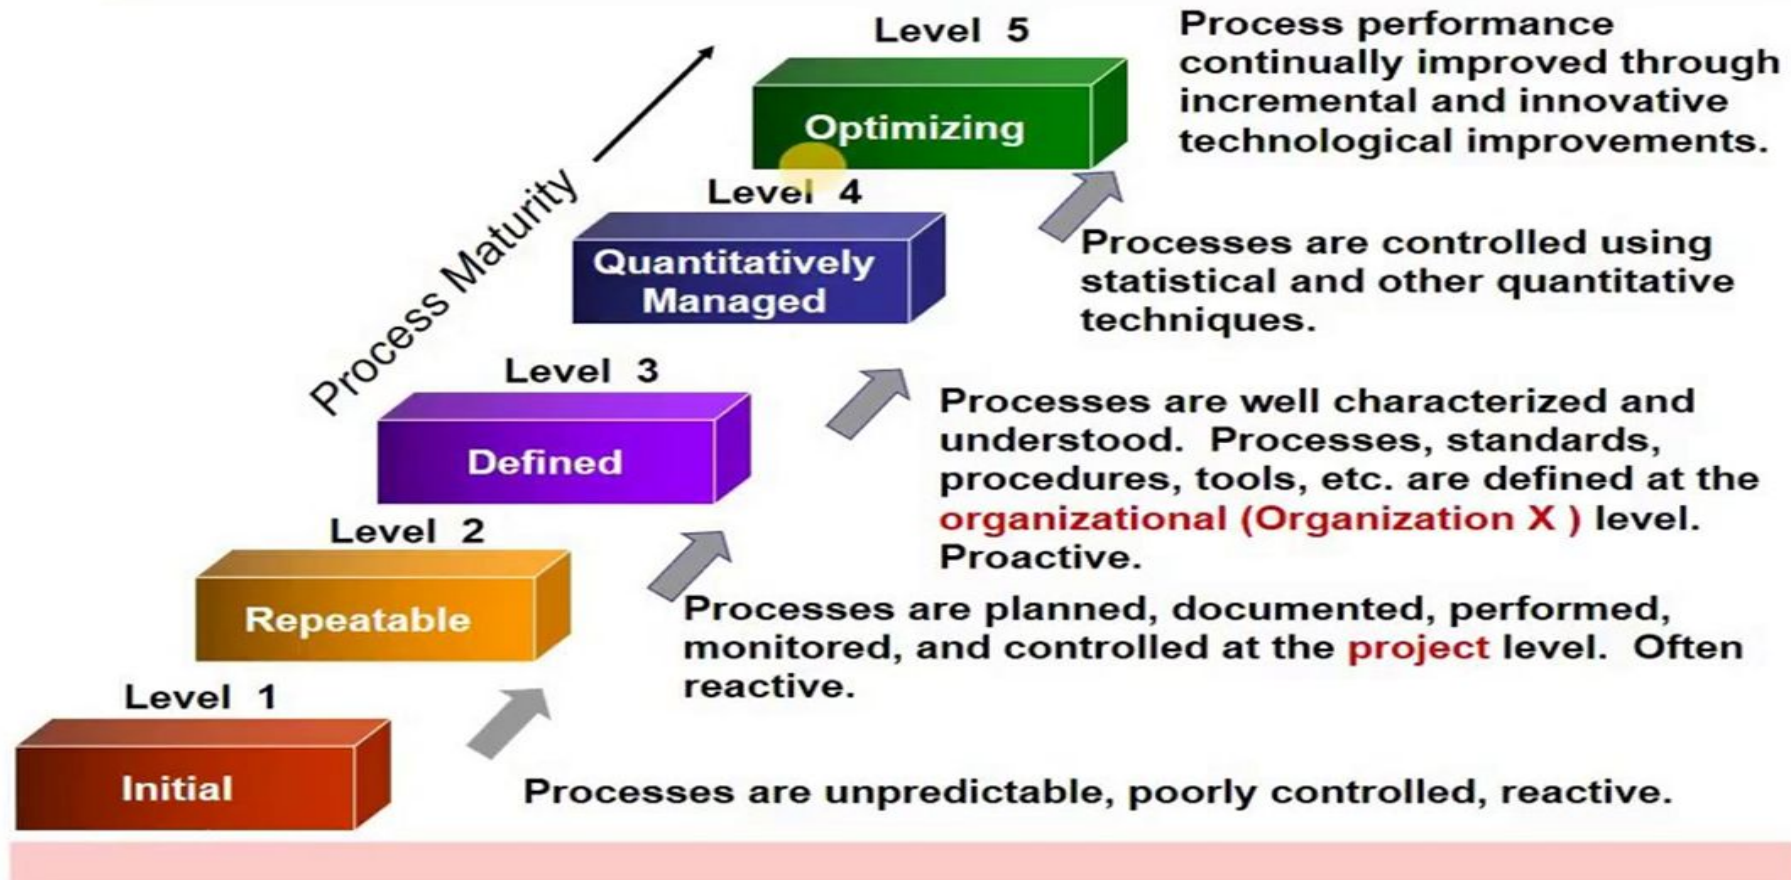 Level 5
Optimizing
Process performance
continually improved through
incremental and innovative
technological improvements.
Process Maturity
Level 4
Quantitatively
Managed
Processes are controlled using
statistical and other quantitative
techniques.
Level 3
Defined
Processes are well characterized and
understood. Processes, standards,
procedures, tools, etc. are defined at the
organizational (Organization X ) level.
Proactive.
Level 2
Repeatable
Processes are planned, documented, performed,
monitored, and controlled at the project level. Often
reactive.
Level 1
Initial
Processes are unpredictable, poorly controlled, reactive.